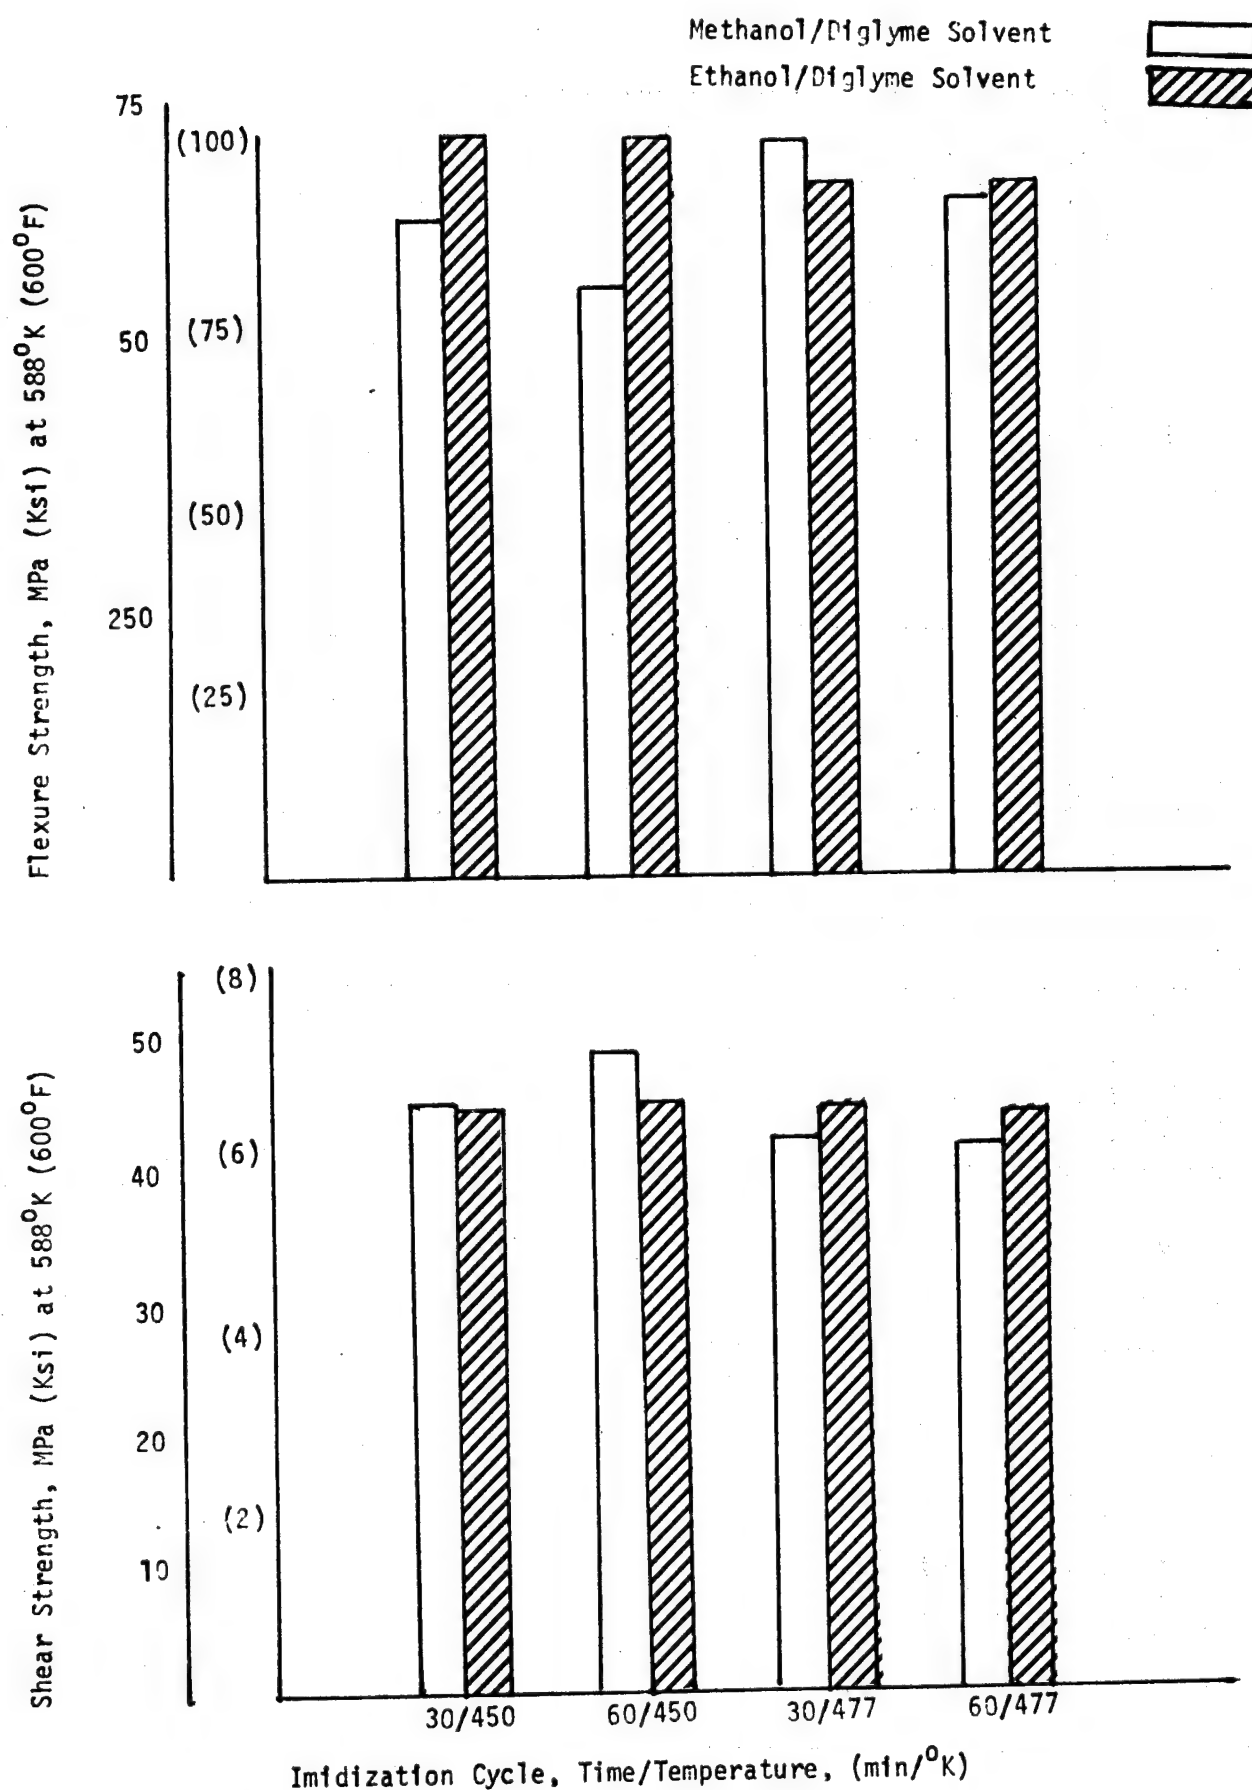 Methanol/Diglyme Solvent
Ethanol/Diglyme Solvent
Flexure Strength, MPa (Ksi) at 588°K (600°F)
75
50
250
(100)
(75)
(50)
(25)
Shear Strength, MPa (Ksi) at 588°K (600°F)
50
40
30
20
10
(8)
(6)
(4)
(2)
30/450 60/450 30/477 60/477
Imidization Cycle, Time/Temperature, (min/°K)